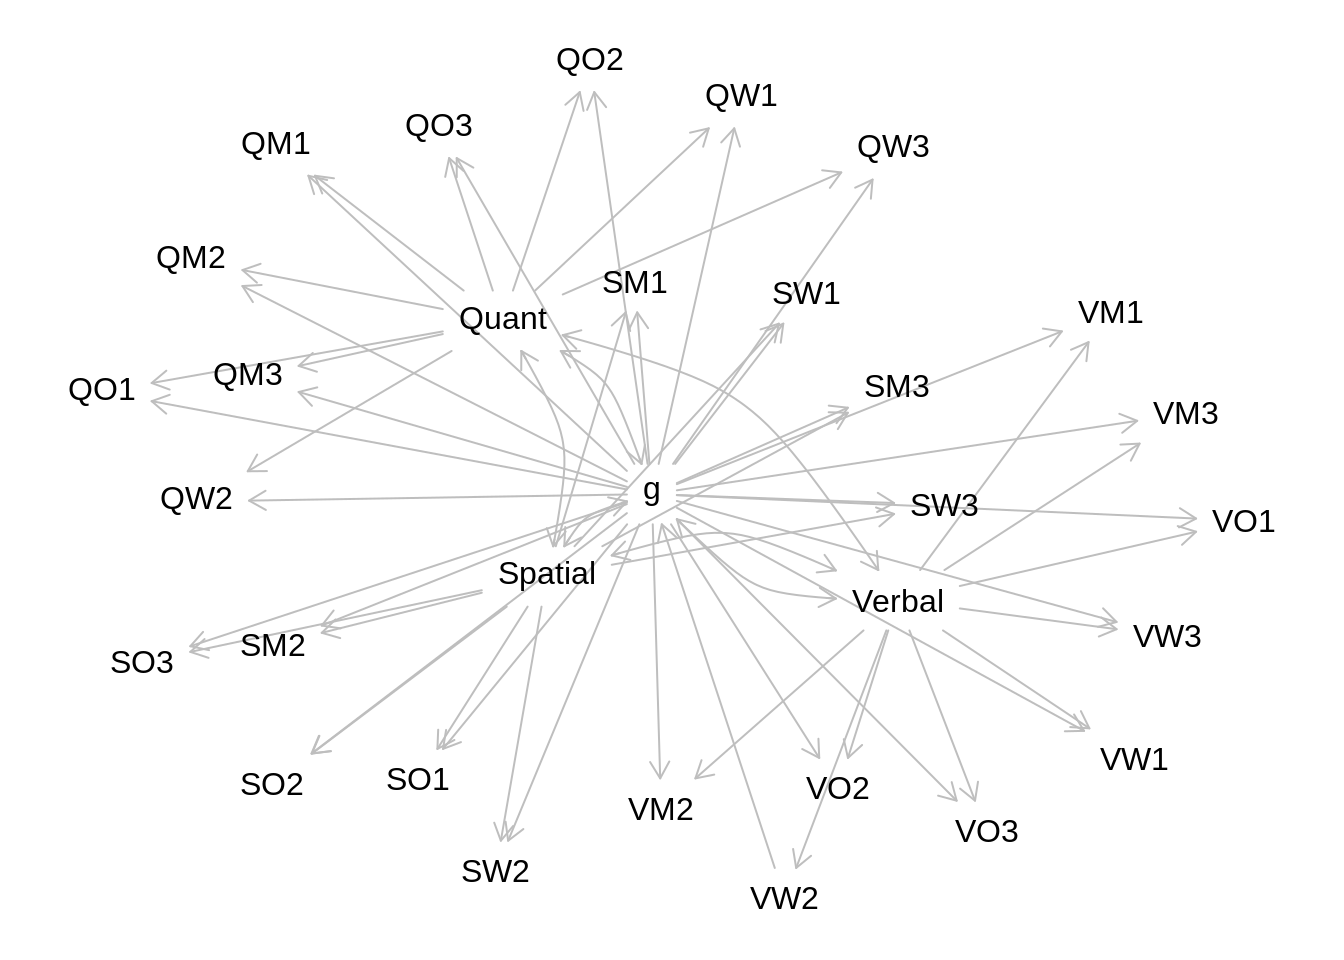 QO2
QW1
QO3
QM1
QW3
QM2
SM1
SW1
VM1
Quant
QM3
QO1
SM3
VM3
g
QW2
SW3
VO1
Spatial
Verbal
VW3
SM2
SO3
VW1
SO1
SO2
VO2
VM2
VO3
SW2
VW2